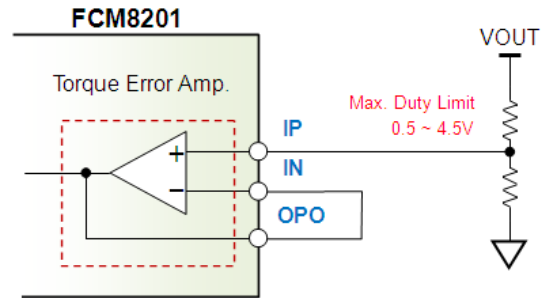 FCM8201
VOUT
Torque Error Amp.
Max. Duty Limit
0.5 ~ 4.5V
IP
IN
OPO
+
−